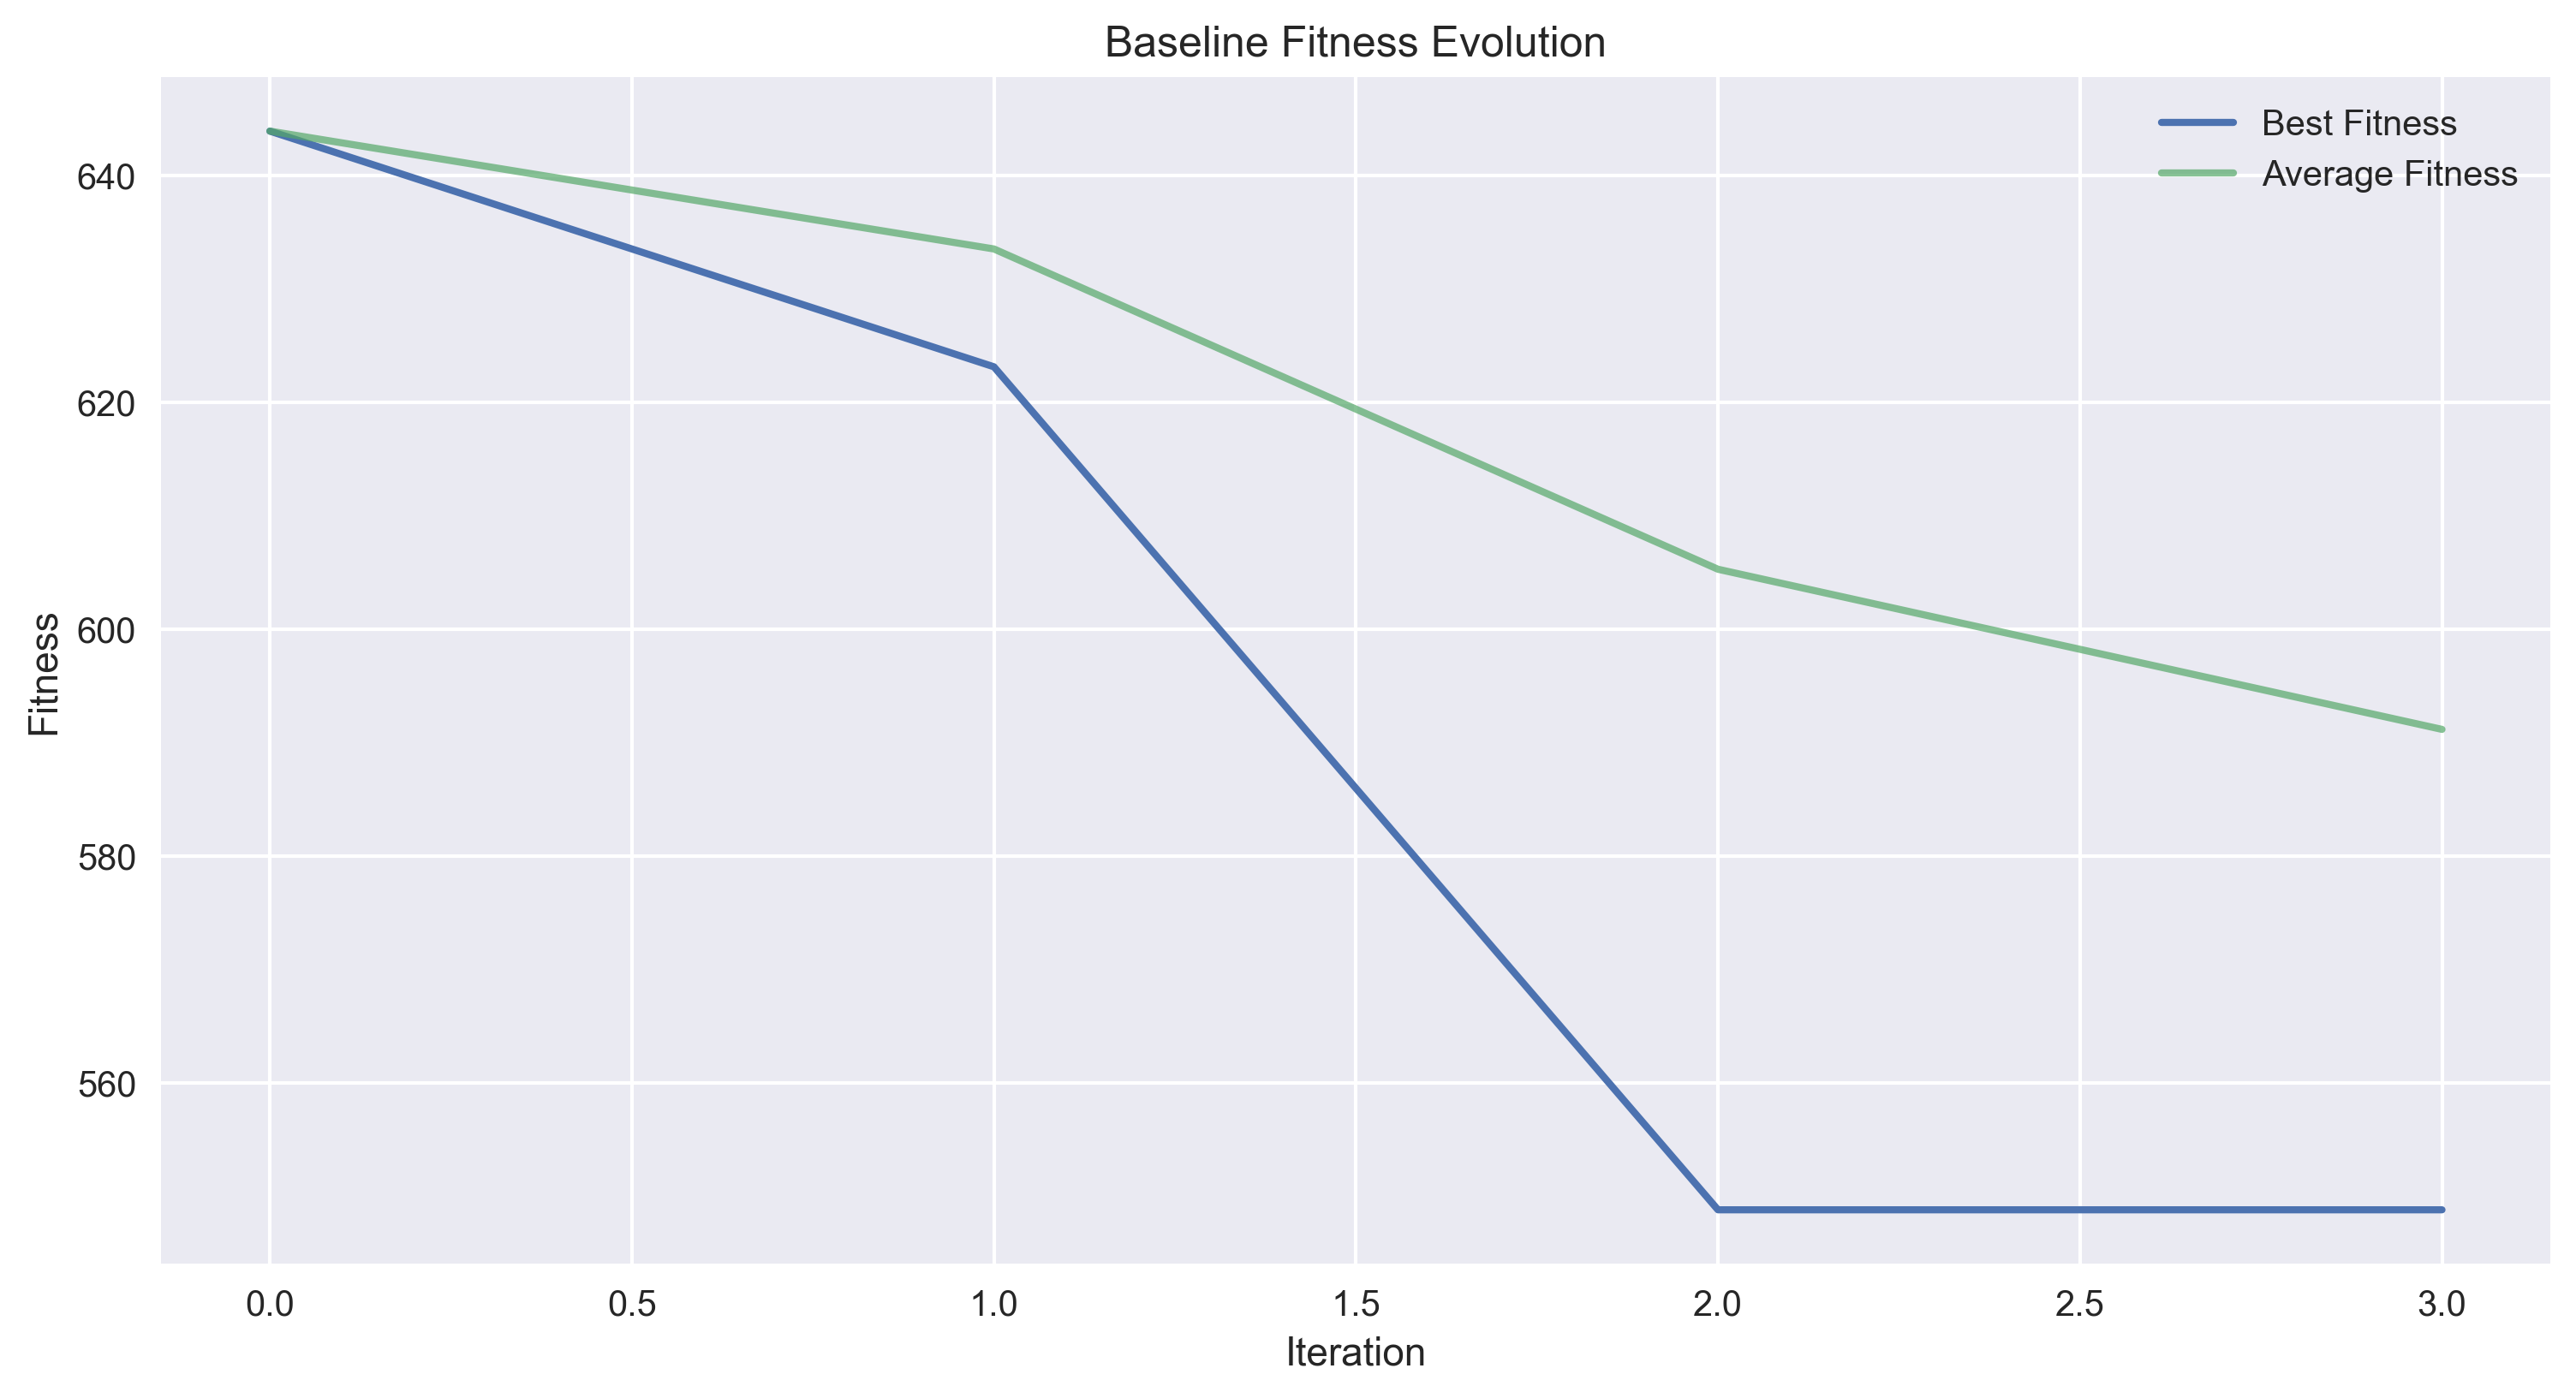 Baseline Fitness Evolution
Best Fitness
Average Fitness
640
620
600
580
560
Fitness
0.0 0.5 1.0 1.5 2.0 2.5 3.0
Iteration